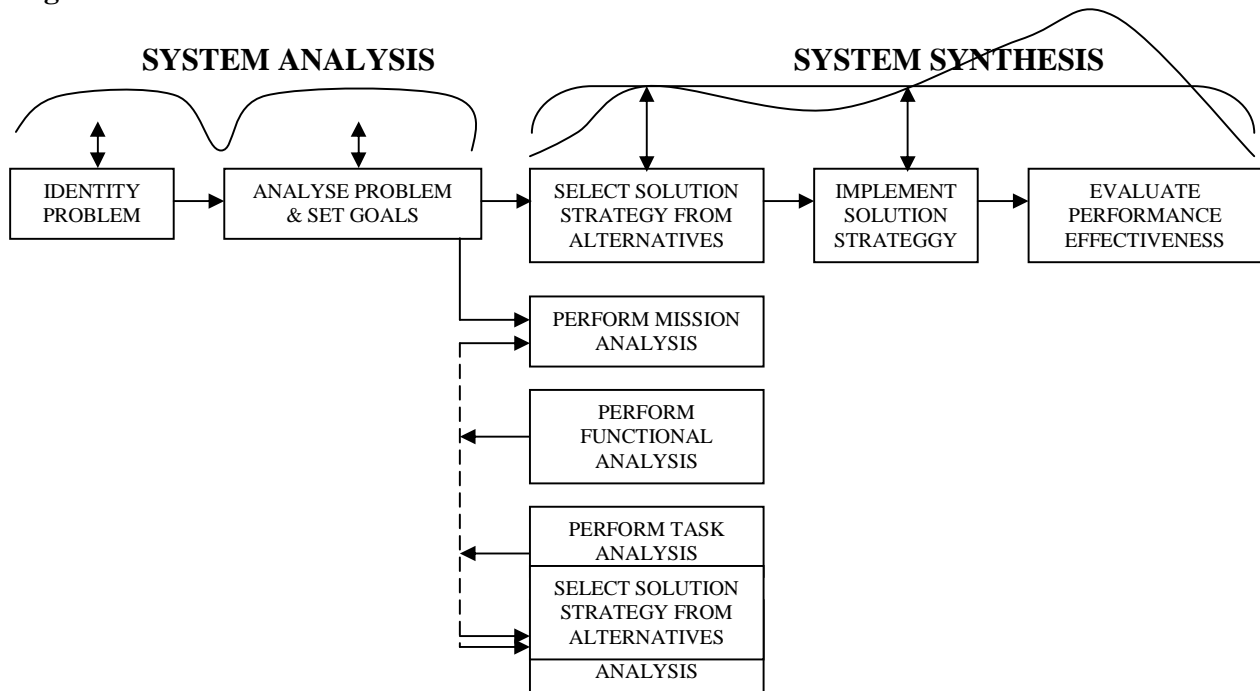 SYSTEM ANALYSIS
SYSTEM SYNTHESIS
IDENTITY
PROBLEM
ANALYSE PROBLEM
& SET GOALS
SELECT SOLUTION
STRATEGY FROM
ALTERNATIVES
IMPLEMENT
SOLUTION
STRATEGGY
EVALUATE
PERFORMANCE
EFFECTIVENESS
PERFORM MISSION
ANALYSIS
PERFORM
FUNCTIONAL
ANALYSIS
PERFORM TASK
ANALYSIS
SELECT SOLUTION
STRATEGY FROM
ALTERNATIVES
ANALYSIS